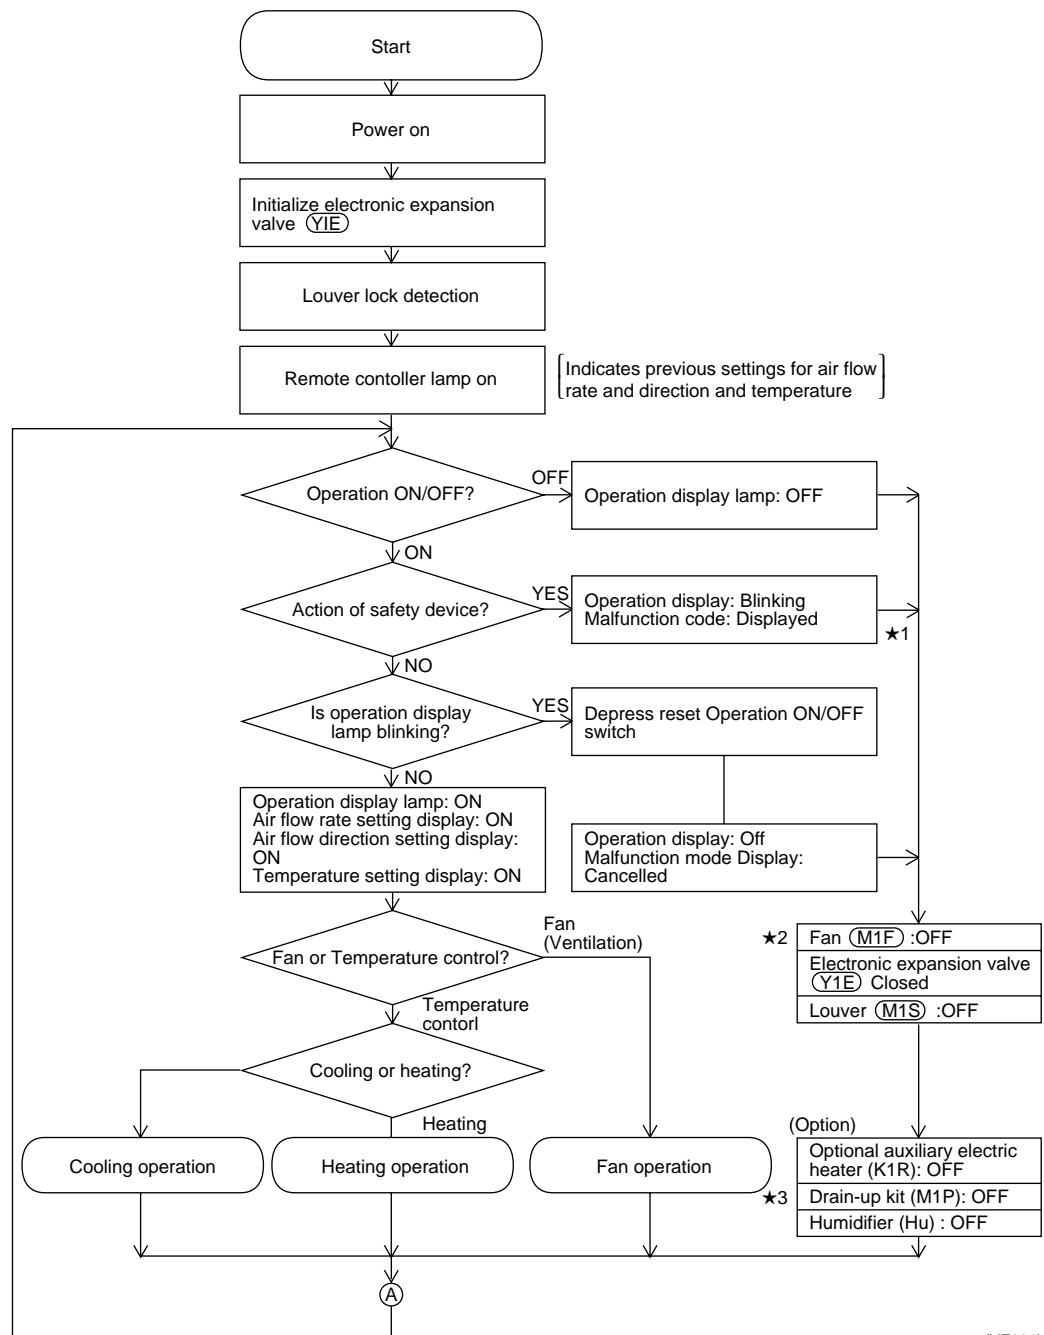 Start
Power on
Initialize electronic expansion
valve YIE
Louver lock detection
Remote contoller lamp on
Indicates previous settings for air flow
rate and direction and temperature
Operation ON/OFF?
OFF
Operation display lamp: OFF
ON
Action of safety device?
YES
Operation display: Blinking
Malfunction code: Displayed
★1
NO
Is operation display
lamp blinking?
YES
Depress reset Operation ON/OFF
switch
NO
Operation display lamp: ON
Air flow rate setting display: ON
Air flow direction setting display:
ON
Temperature setting display: ON
Operation display: Off
Malfunction mode Display:
Cancelled
Fan or Temperature control?
Fan
(Ventilation)
★2
Fan M1F :OFF
Electronic expansion valve
Y1E Closed
Louver M1S :OFF
Temperature
contorl
Cooling or heating?
Heating
Cooling operation
Heating operation
Fan operation
(Option)
Optional auxiliary electric
heater (K1R): OFF
★3
Drain-up kit (M1P): OFF
Humidifier (Hu) : OFF
A